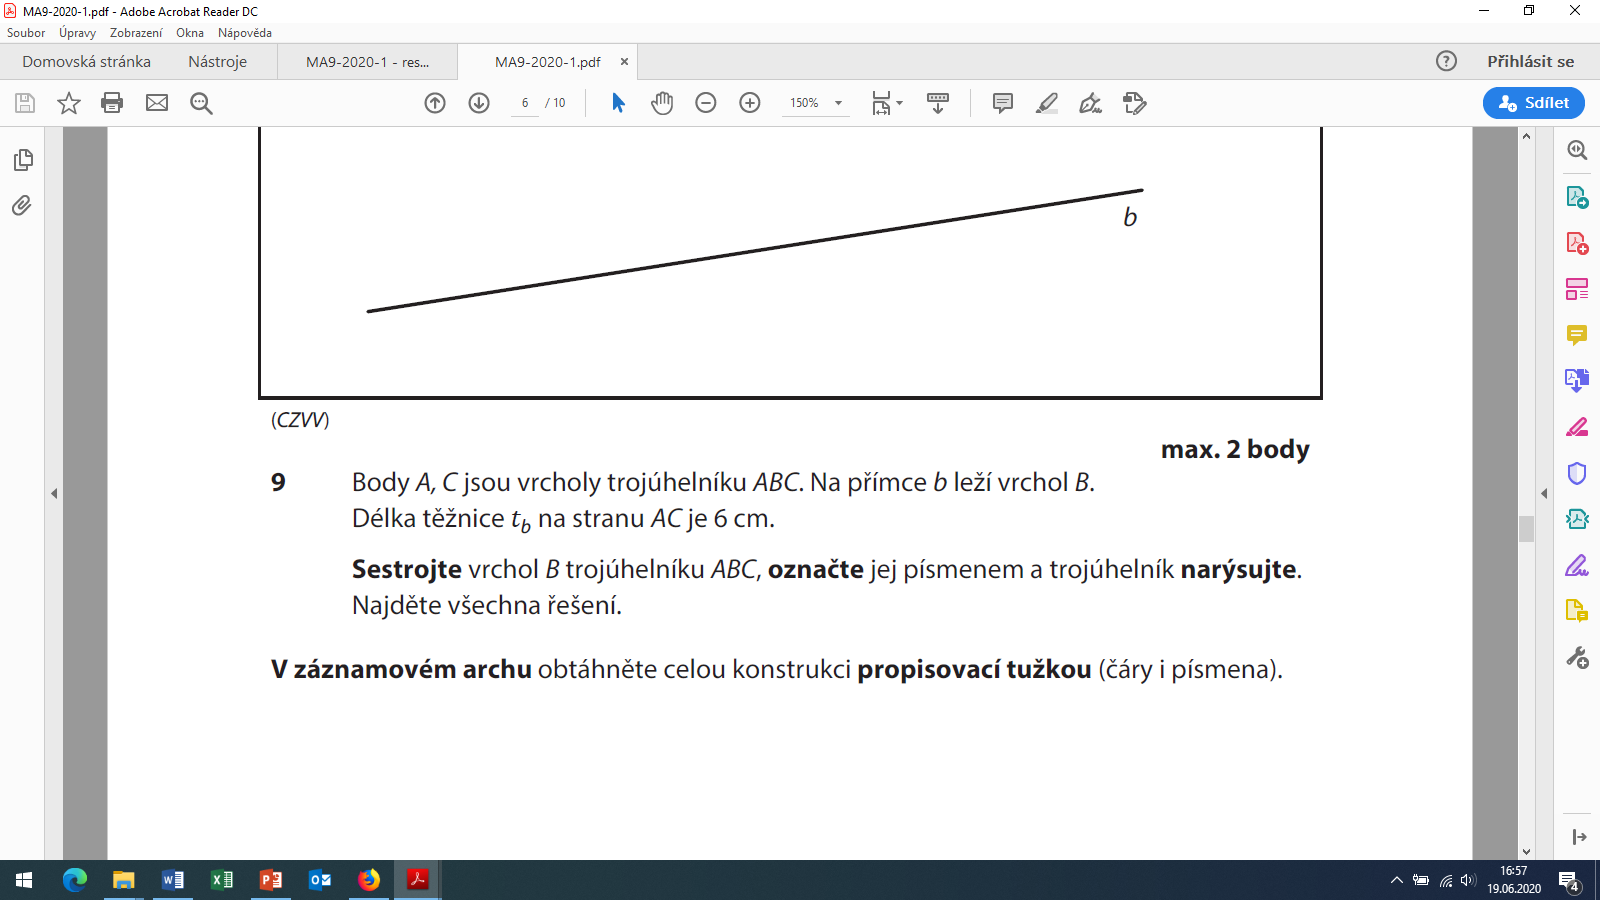 MA9-2020-1.pdf - Adobe Acrobat Reader DC
Soubor Úpravy Zobrazení Okna Nápověda
Domovská stránka Nástroje MA9-2020-1 - res... MA9-2020-1.pdf × Přihlásit se
6 / 10 150% Sdílet
b
(CZVV)
max. 2 body
9 Body A, C jsou vrcholy trojúhelníku ABC. Na přímce b leží vrchol B.
Délka těžnice t_b na stranu AC je 6 cm.
Sestrojte vrchol B trojúhelníku ABC, označte jej písmenem a trojúhelník narýsujte.
Najděte všechna řešení.
V záznamovém archu obtáhněte celou konstrukci propisovací tužkou (čáry i písmena).
16:57
19.06.2020
4